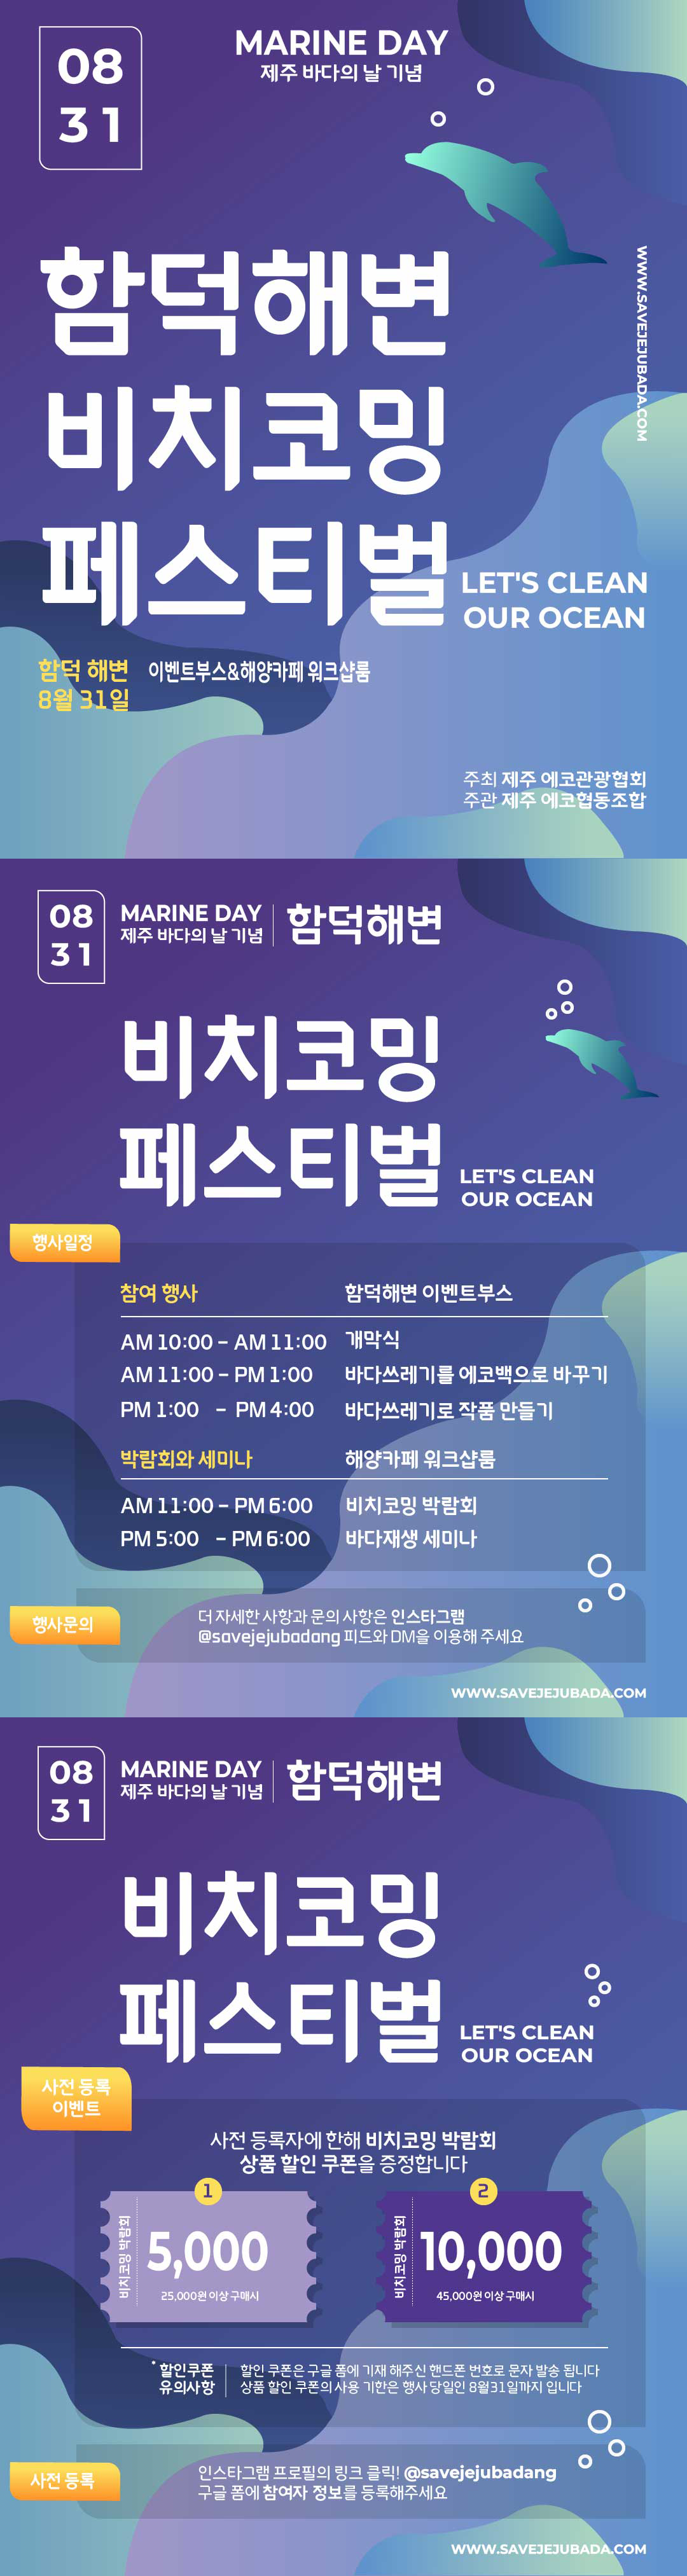 08
31
MARINE DAY
제주 바다의 날 기념
WWW.SAVEJEJUBADA.COM
함덕해변
비치코밍
페스티벌
LET'S CLEAN
OUR OCEAN
함덕 해변 이벤트부스&해양카페 워크샵룸
8월 31일
주최 제주 에코관광협회
주관 제주 에코협동조합
08
31
MARINE DAY
제주 바다의 날 기념
함덕해변
비치코밍
페스티벌
LET'S CLEAN
OUR OCEAN
행사일정
참여 행사 함덕해변 이벤트부스
AM 10:00 - AM 11:00 개막식
AM 11:00 - PM 1:00 바다쓰레기를 에코백으로 바꾸기
PM 1:00 - PM 4:00 바다쓰레기로 작품 만들기
박람회와 세미나 해양카페 워크샵룸
AM 11:00 - PM 6:00 비치코밍 박람회
PM 5:00 - PM 6:00 바다재생 세미나
행사문의
더 자세한 사항과 문의 사항은 인스타그램
@savejejubadang 피드와 DM을 이용해 주세요
WWW.SAVEJEJUBADA.COM
08
31
MARINE DAY
제주 바다의 날 기념
함덕해변
비치코밍
페스티벌
LET'S CLEAN
OUR OCEAN
사전 등록
이벤트
사전 등록자에 한해 비치코밍 박람회
상품 할인 쿠폰을 증정합니다
1
비치코밍 박람회
5,000
25,000원 이상 구매시
2
비치코밍 박람회
10,000
45,000원 이상 구매시
* 할인쿠폰
유의사항
할인 쿠폰은 구글 폼에 기재 해주신 핸드폰 번호로 문자 발송 됩니다
상품 할인 쿠폰의 사용 기한은 행사 당일인 8월31일까지 입니다
사전 등록
인스타그램 프로필의 링크 클릭! @savejejubadang
구글 폼에 참여자 정보를 등록해주세요
WWW.SAVEJEJUBADA.COM